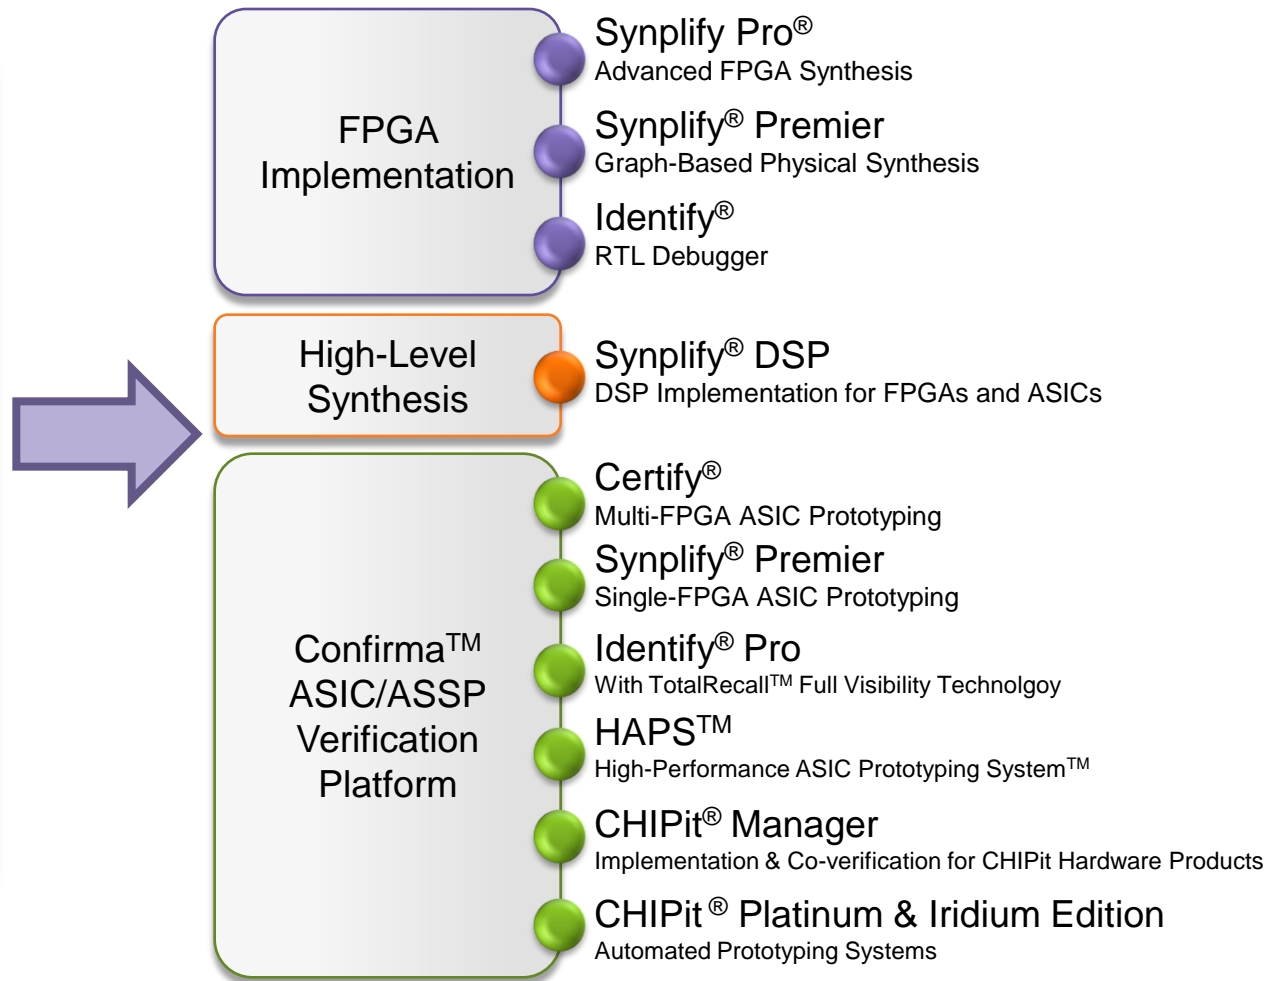 FPGA
Implementation
Synplify Pro®
Advanced FPGA Synthesis
Synplify® Premier
Graph-Based Physical Synthesis
Identify®
RTL Debugger
High-Level
Synthesis
Synplify® DSP
DSP Implementation for FPGAs and ASICs
Confirma™
ASIC/ASSP
Verification
Platform
Certify®
Multi-FPGA ASIC Prototyping
Synplify® Premier
Single-FPGA ASIC Prototyping
Identify® Pro
With TotalRecall™ Full Visibility Technolgoy
HAPS™
High-Performance ASIC Prototyping System™
CHIPit® Manager
Implementation & Co-verification for CHIPit Hardware Products
CHIPit ® Platinum & Iridium Edition
Automated Prototyping Systems